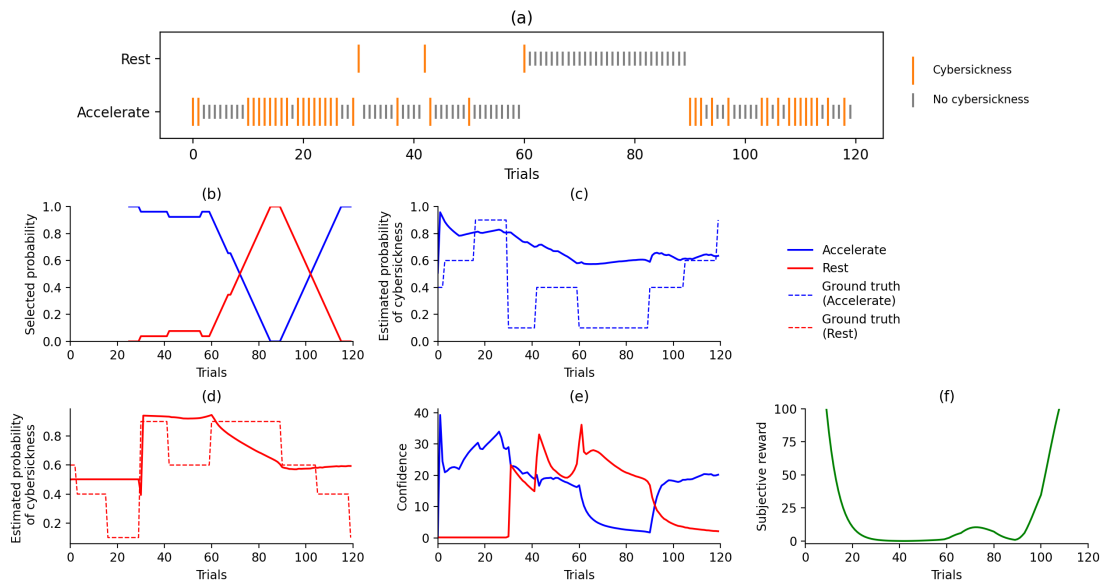 (a)
Rest
Accelerate
0 20 40 60 80 100 120
Trials
Cybersickness
No cybersickness
(b)
Selected probability
1.0
0.8
0.6
0.4
0.2
0.0
0 20 40 60 80 100 120
Trials
(c)
Estimated probability
of cybersickness
1.0
0.8
0.6
0.4
0.2
0.0
0 20 40 60 80 100 120
Trials
Accelerate
Rest
Ground truth
(Accelerate)
Ground truth
(Rest)
(d)
Estimated probability
of cybersickness
0.8
0.6
0.4
0.2
0 20 40 60 80 100 120
Trials
(e)
Confidence
40
30
20
10
0
0 20 40 60 80 100 120
Trials
(f)
Subjective reward
100
75
50
25
0
0 20 40 60 80 100 120
Trials